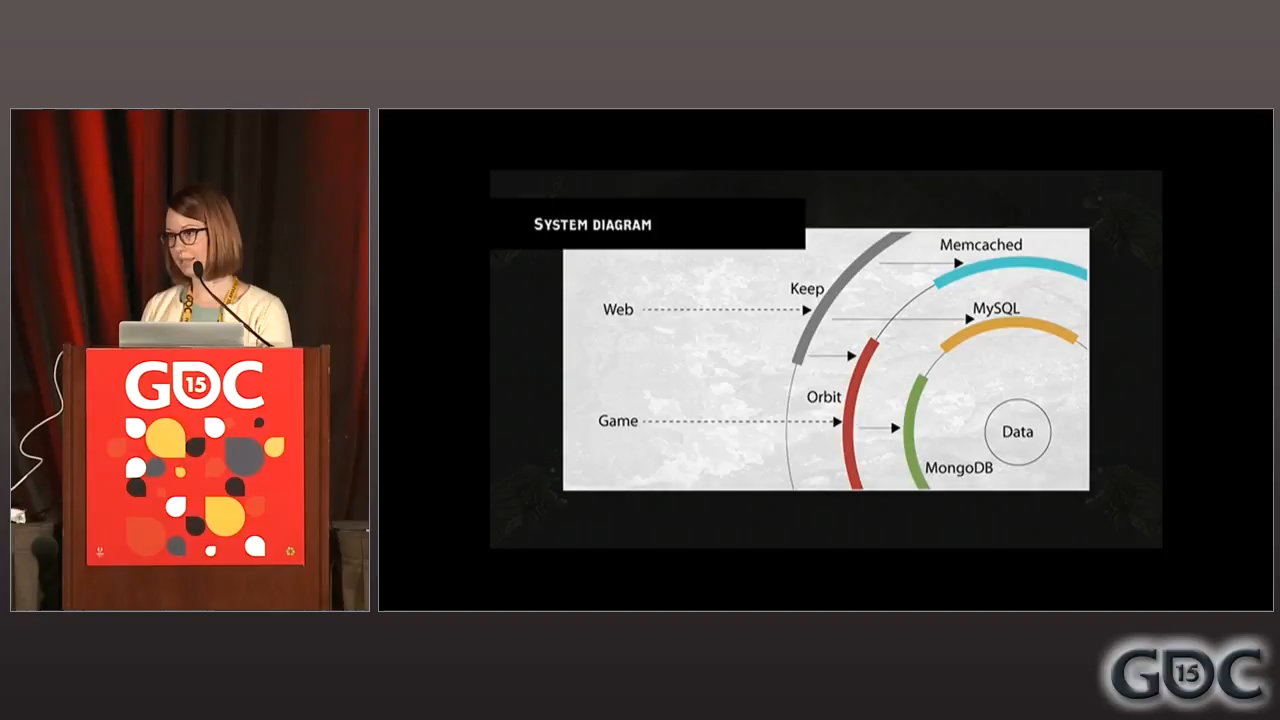 SYSTEM DIAGRAM
Memcached
Keep
Web
MySQL
Orbit
Game
Data
MongoDB
GDC
15
GDC
15